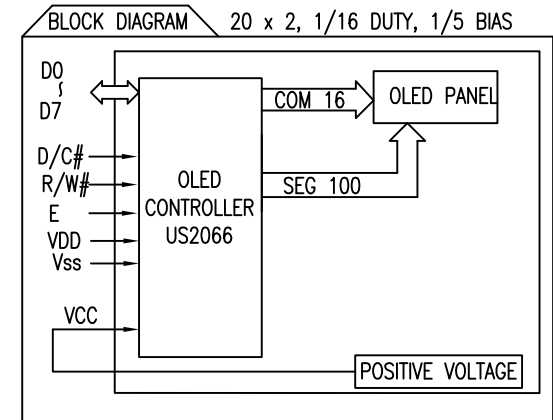 BLOCK DIAGRAM 20 x 2, 1/16 DUTY, 1/5 BIAS
D0
~
D7
D/C#
R/W#
E
VDD
Vss
VCC
OLED
CONTROLLER
US2066
COM 16
SEG 100
OLED PANEL
POSITIVE VOLTAGE